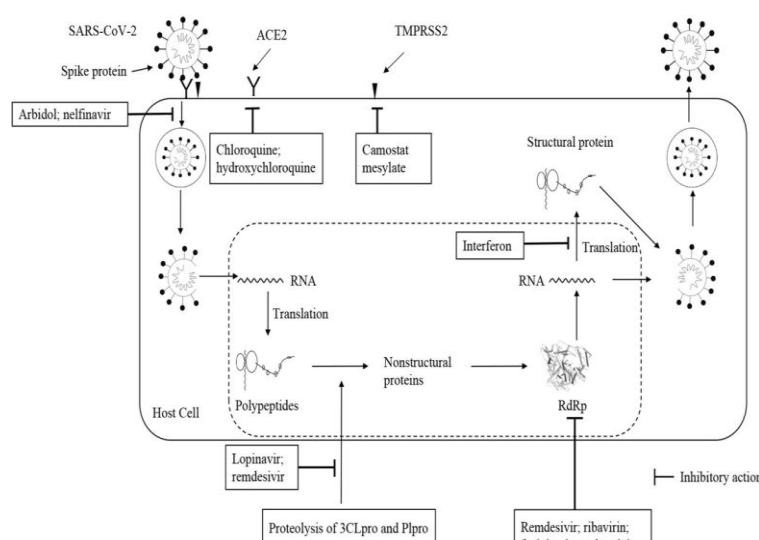 SARS-CoV-2
ACE2
TMPRSS2
Spike protein
Arbidol; nelfinavir
Chloroquine;
hydroxychloroquine
Camostat
mesylate
Structural protein
Interferon
Translation
RNA
RNA
Translation
Nonstructural
proteins
Polypeptides
RdRp
Host Cell
Lopinavir;
remdesivir
Inhibitory action
Proteolysis of 3CLpro and Plpro
Remdesivir; ribavirin;